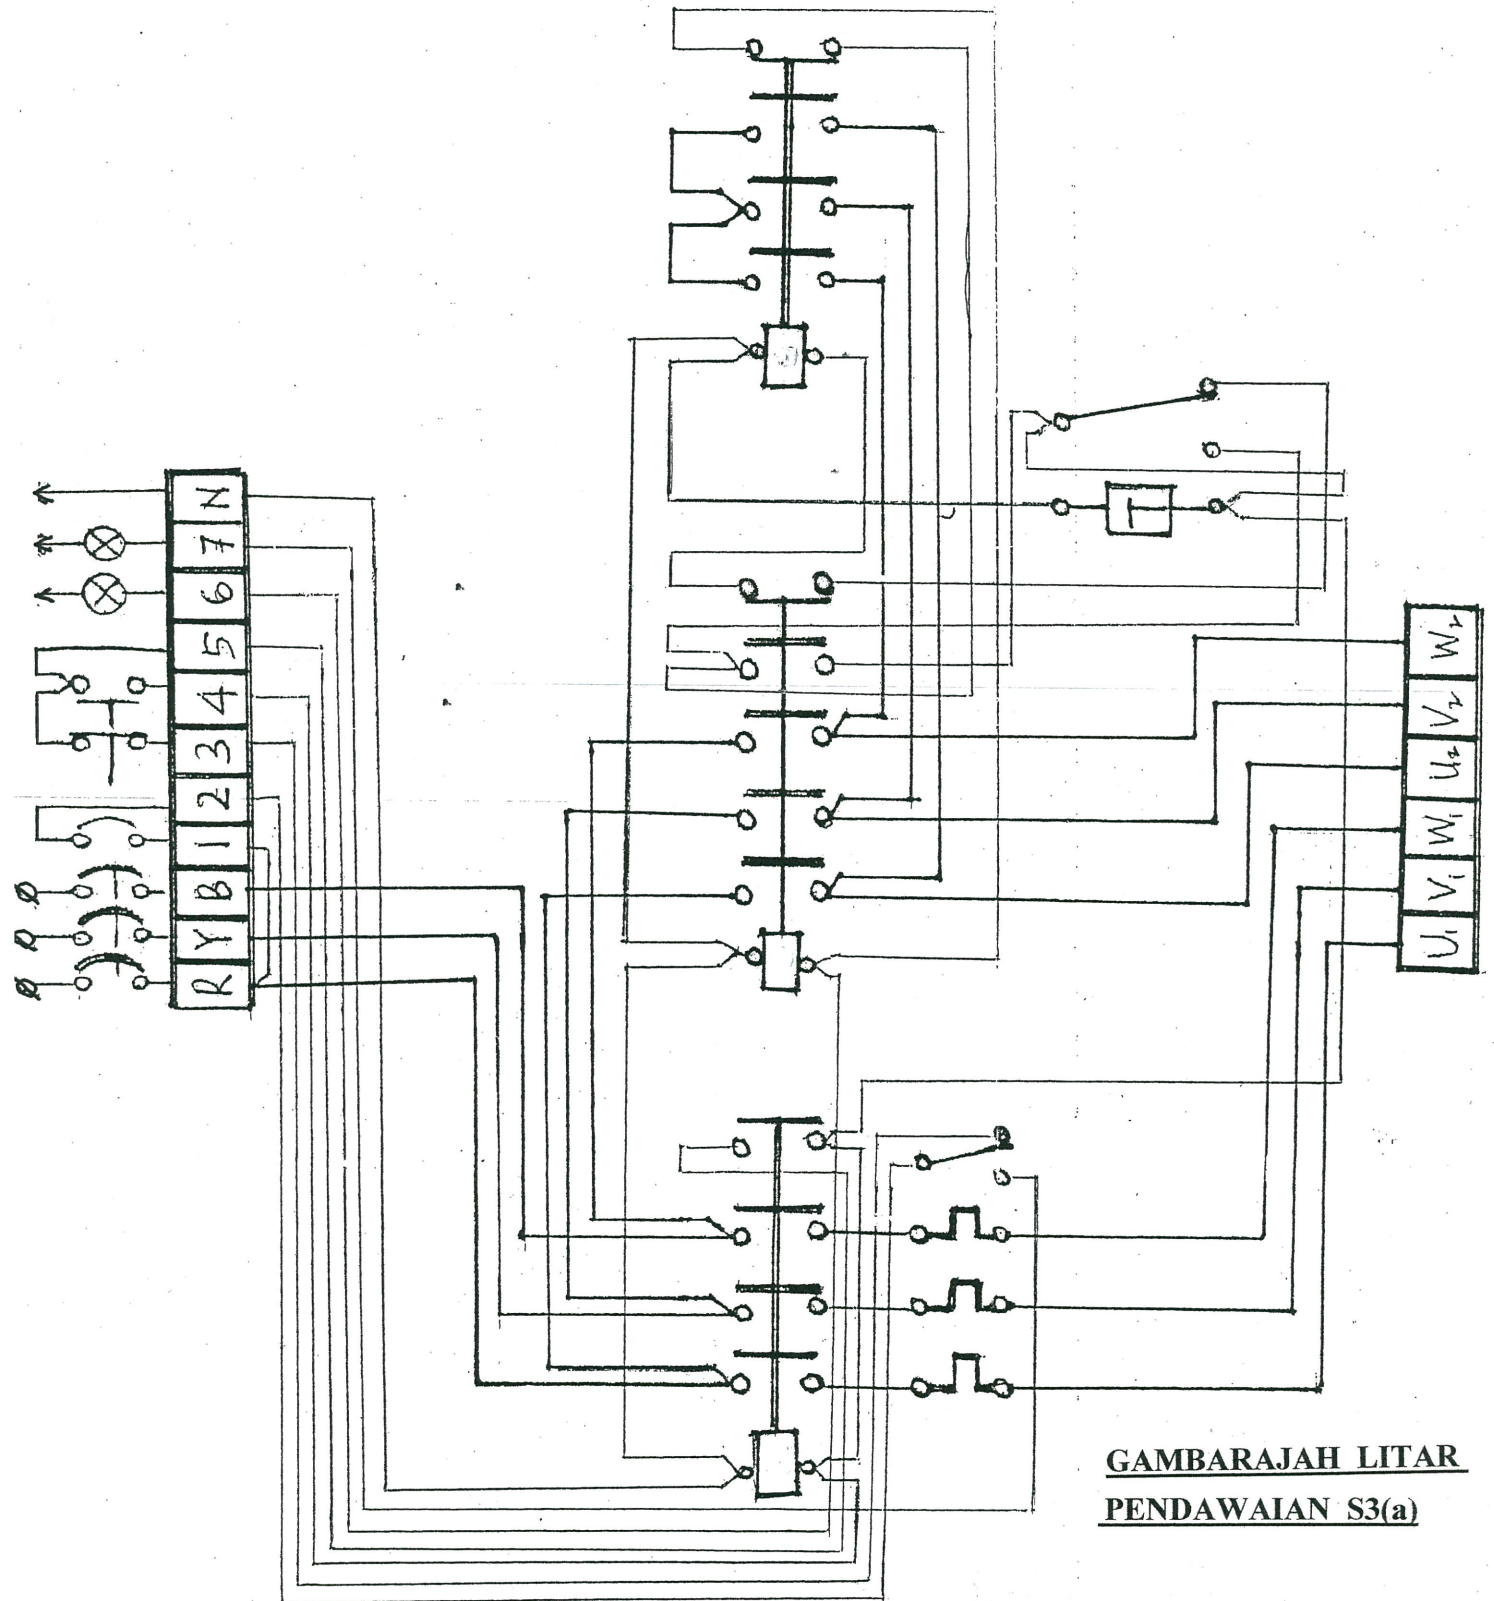 N
7
6
5
4
3
2
1
B
Y
R
W₂
V₂
U₂
W₁
V₁
U₁
GAMBARAJAH LITAR
PENDAWAIAN S3(a)